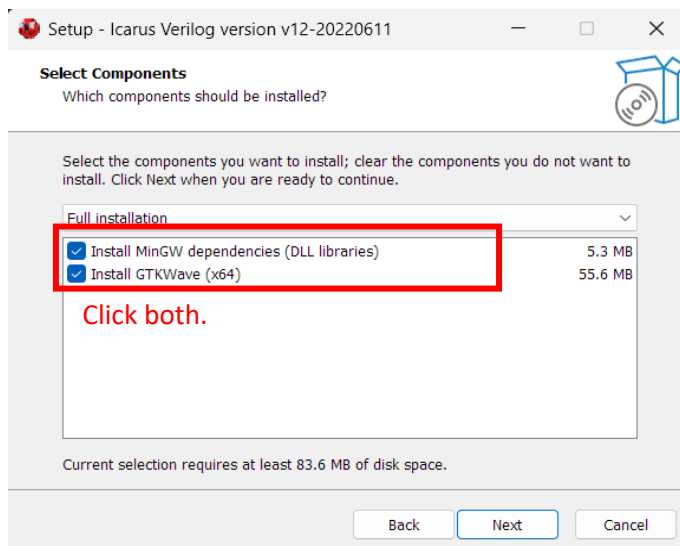 Setup - Icarus Verilog version v12-20220611
Select Components
Which components should be installed?
Select the components you want to install; clear the components you do not want to
install. Click Next when you are ready to continue.
Full installation
Install MinGW dependencies (DLL libraries) 5.3 MB
Install GTKWave (x64) 55.6 MB
Click both.
Current selection requires at least 83.6 MB of disk space.
Back Next Cancel